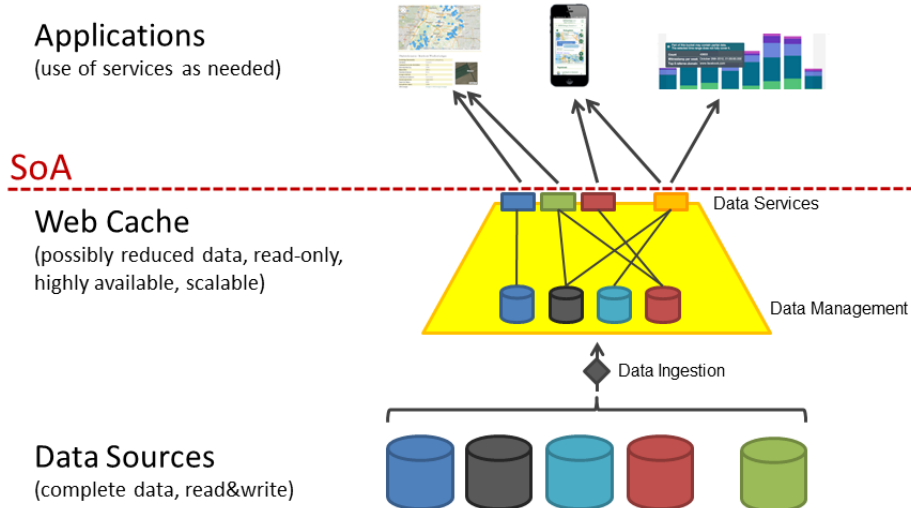 Applications
(use of services as needed)
SoA
Web Cache
(possibly reduced data, read-only,
highly available, scalable)
Data Services
Data Management
Data Ingestion
Data Sources
(complete data, read&write)